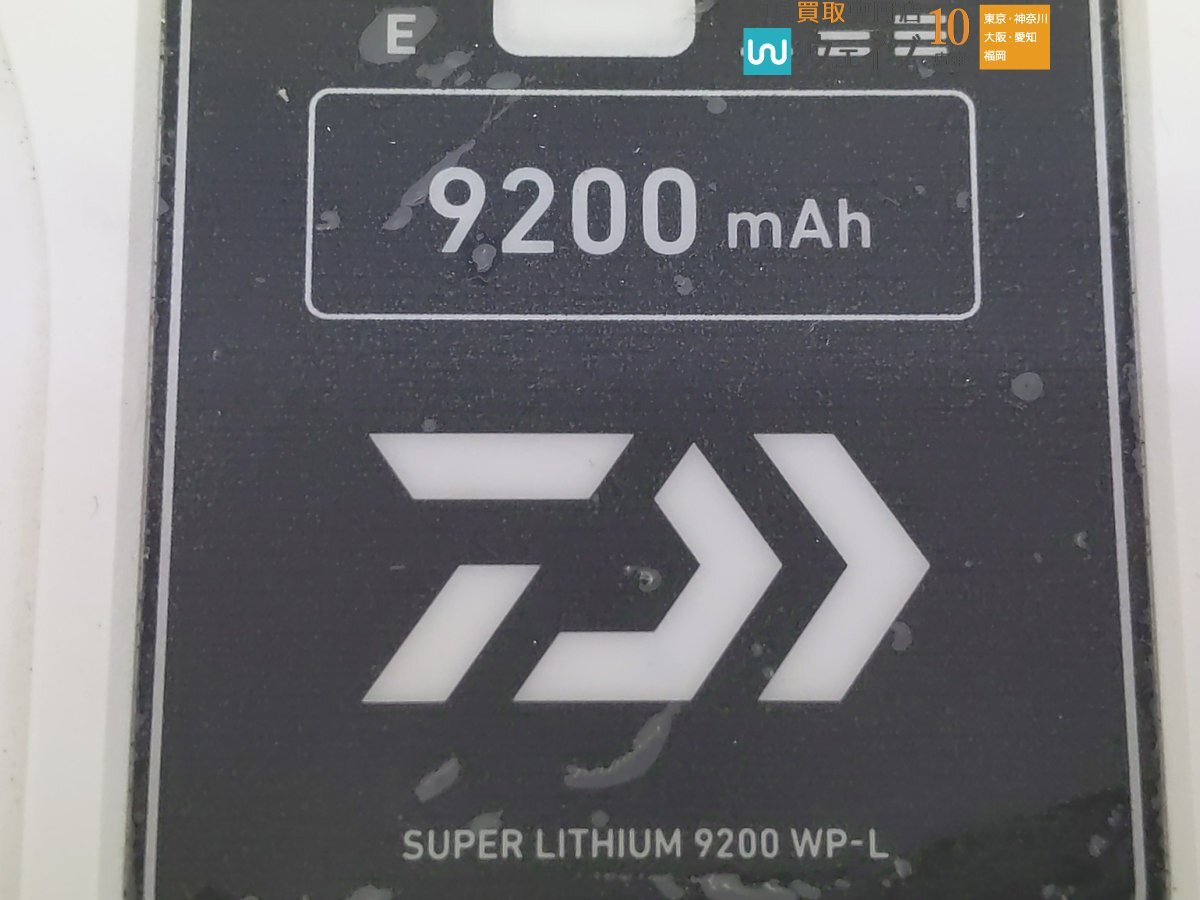 E
買取
10
東京・神奈川
大阪・愛知
福岡
9200 mAh
SUPER LITHIUM 9200 WP-L